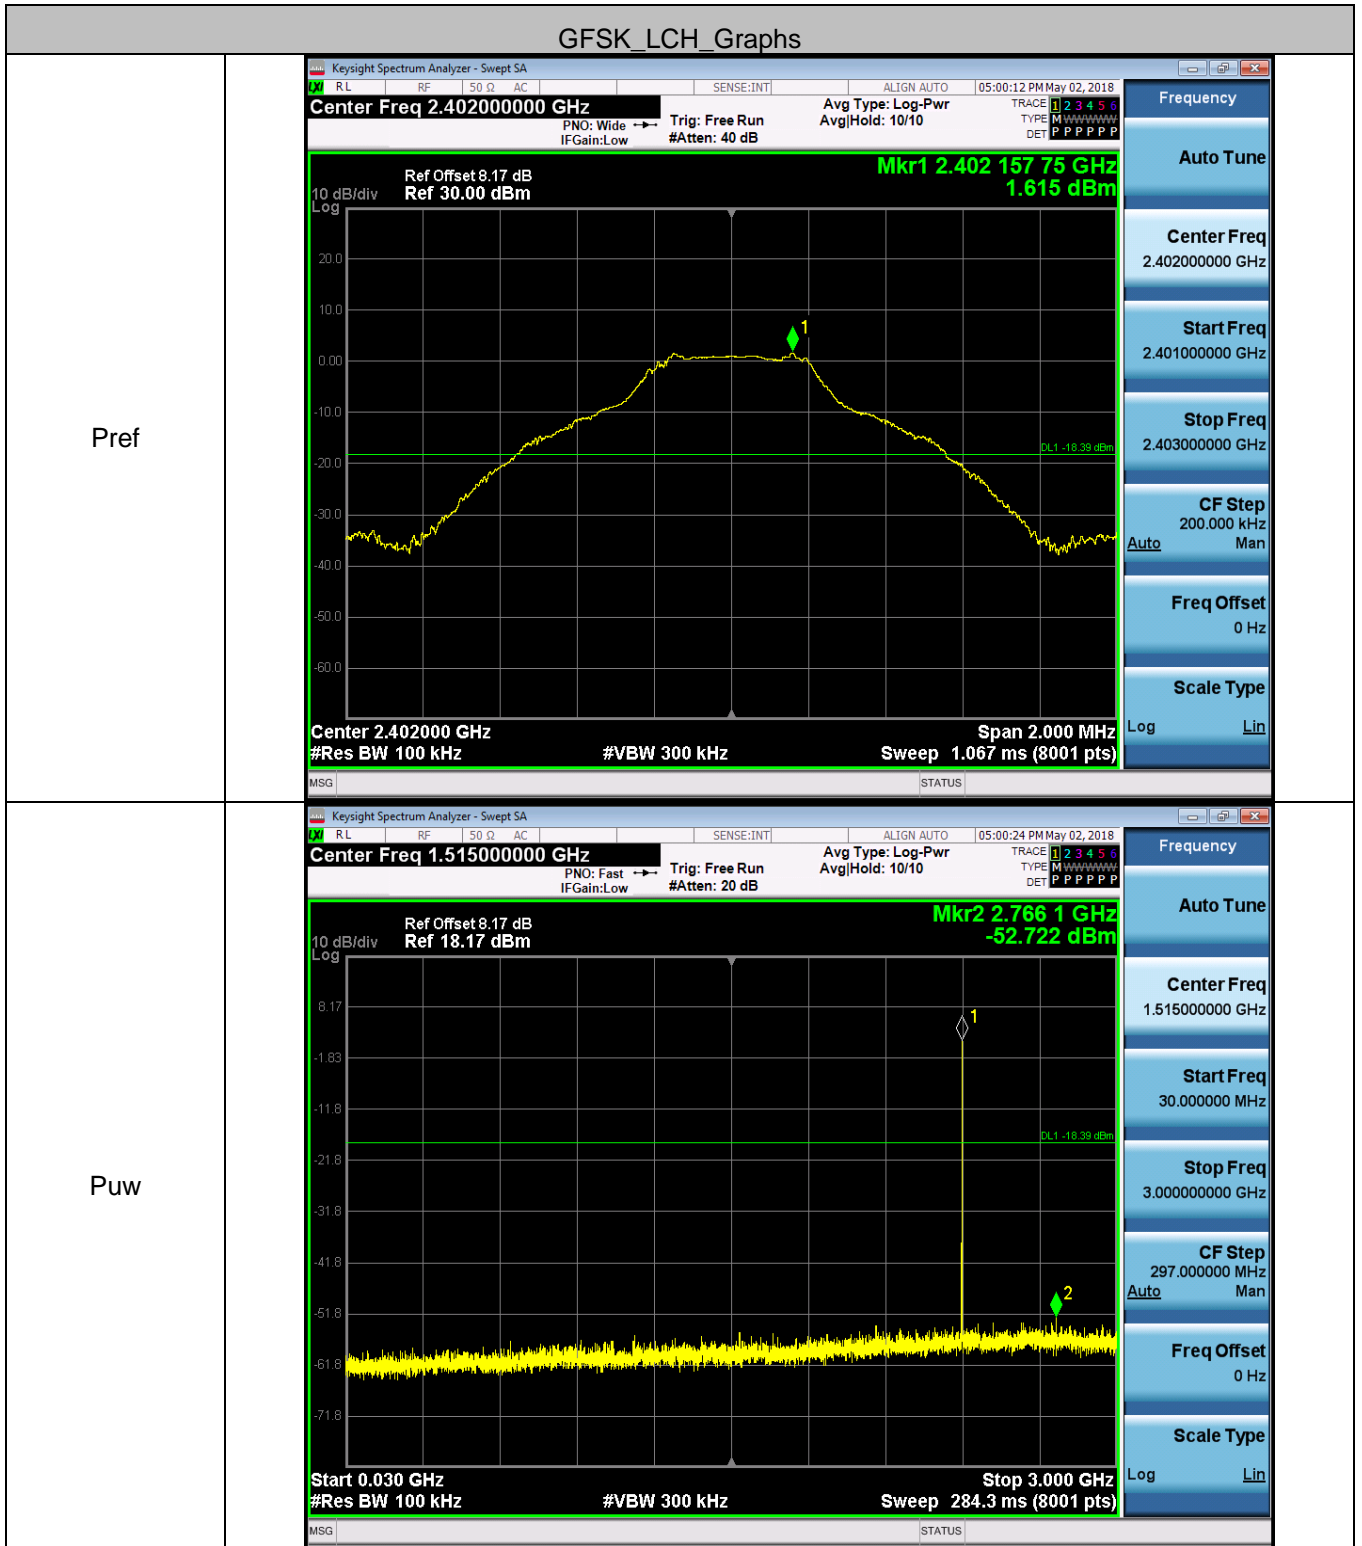 GFSK_LCH_Graphs
Pref
Keysight Spectrum Analyzer - Swept SA
LXI RL RF 50 Ω AC SENSE:INT ALIGN AUTO 05:00:12 PM May 02, 2018
Center Freq 2.402000000 GHz
PNO: Wide
IFGain:Low
Trig: Free Run
#Atten: 40 dB
Avg Type: Log-Pwr
Avg|Hold: 10/10
TRACE 1 2 3 4 5 6
TYPE M WWWWW
DET P P P P P P
Ref Offset 8.17 dB
Ref 30.00 dBm
10 dB/div
Log
Mkr1 2.402 157 75 GHz
1.615 dBm
20.0
10.0
0.00
-10.0
-20.0
-30.0
-40.0
-50.0
-60.0
1
DL1 -18.39 dBm
Center 2.402000 GHz
Span 2.000 MHz
#Res BW 100 kHz
#VBW 300 kHz
Sweep 1.067 ms (8001 pts)
MSG
STATUS
Frequency
Auto Tune
Center Freq
2.402000000 GHz
Start Freq
2.401000000 GHz
Stop Freq
2.403000000 GHz
CF Step
200.000 kHz
Auto Man
Freq Offset
0 Hz
Scale Type
Log Lin
Puw
Keysight Spectrum Analyzer - Swept SA
LXI RL RF 50 Ω AC SENSE:INT ALIGN AUTO 05:00:24 PM May 02, 2018
Center Freq 1.515000000 GHz
PNO: Fast
IFGain:Low
Trig: Free Run
#Atten: 20 dB
Avg Type: Log-Pwr
Avg|Hold: 10/10
TRACE 1 2 3 4 5 6
TYPE M WWWWW
DET P P P P P P
Ref Offset 8.17 dB
Ref 18.17 dBm
10 dB/div
Log
Mkr2 2.766 1 GHz
-52.722 dBm
8.17
-1.83
-11.8
-21.8
-31.8
-41.8
-51.8
-61.8
-71.8
1
DL1 -18.39 dBm
2
Start 0.030 GHz
Stop 3.000 GHz
#Res BW 100 kHz
#VBW 300 kHz
Sweep 284.3 ms (8001 pts)
MSG
STATUS
Frequency
Auto Tune
Center Freq
1.515000000 GHz
Start Freq
30.000000 MHz
Stop Freq
3.000000000 GHz
CF Step
297.000000 MHz
Auto Man
Freq Offset
0 Hz
Scale Type
Log Lin